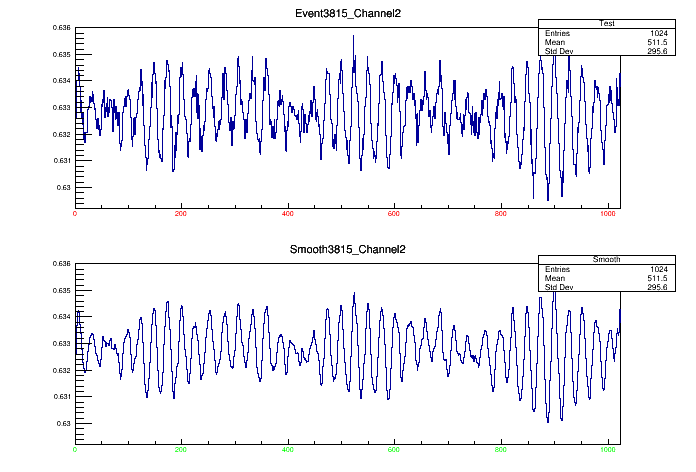 Event3815_Channel2
Test
Entries 1024
Mean 511.5
Std Dev 295.6
0.636
0.635
0.634
0.633
0.632
0.631
0.63
0 200 400 600 800 1000
Smooth3815_Channel2
Smooth
Entries 1024
Mean 511.5
Std Dev 295.6
0.636
0.635
0.634
0.633
0.632
0.631
0.63
0 200 400 600 800 1000